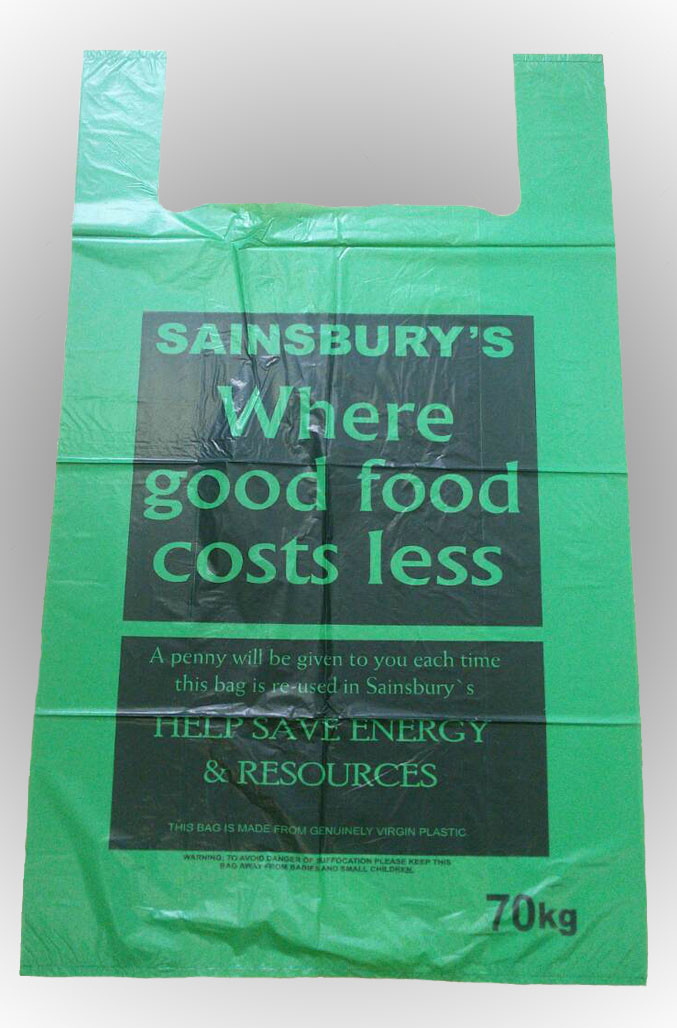 SAINSBURY'S
Where
good food
costs less
A penny will be given to you each time
this bag is re-used in Sainsbury`s
HELP SAVE ENERGY
& RESOURCES
THIS BAG IS MADE FROM GENUINELY VIRGIN PLASTIC
WARNING: TO AVOID DANGER OF SUFFOCATION PLEASE KEEP THIS
BAG AWAY FROM BABIES AND SMALL CHILDREN.
70kg